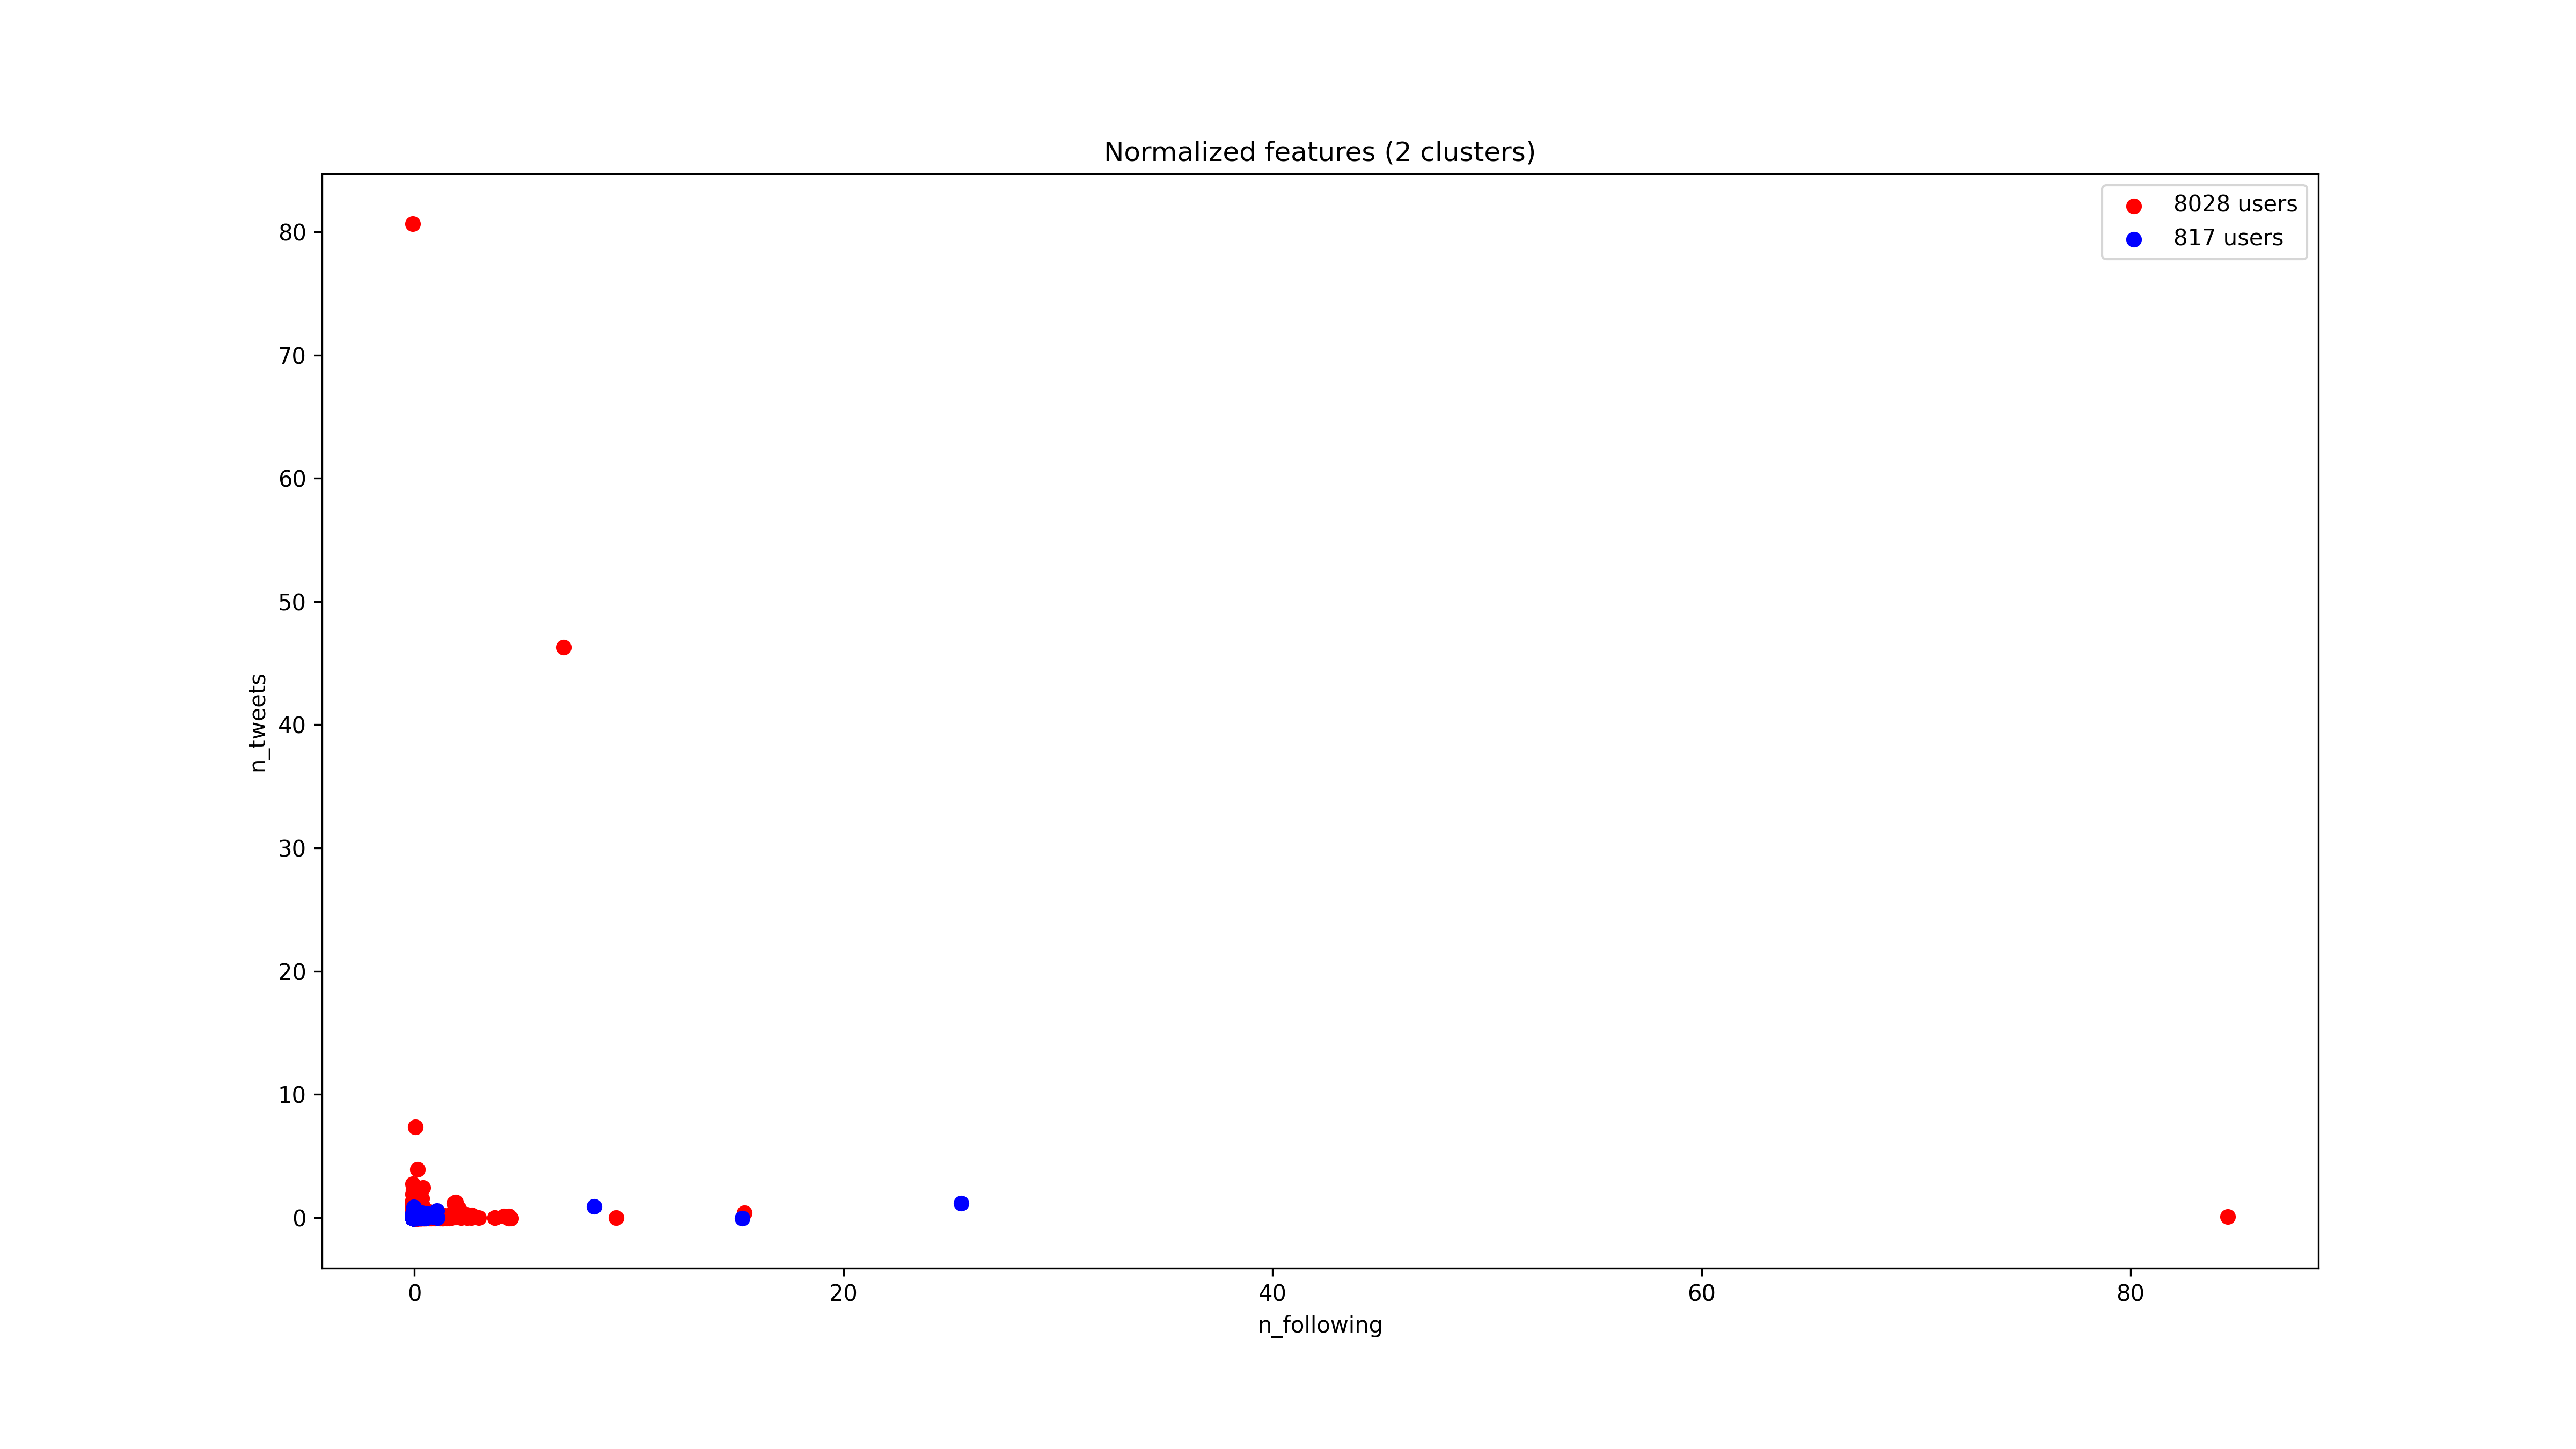 Normalized features (2 clusters)
8028 users
817 users
80
70
60
50
40
30
20
10
0
n_tweets
0 20 40 60 80
n_following